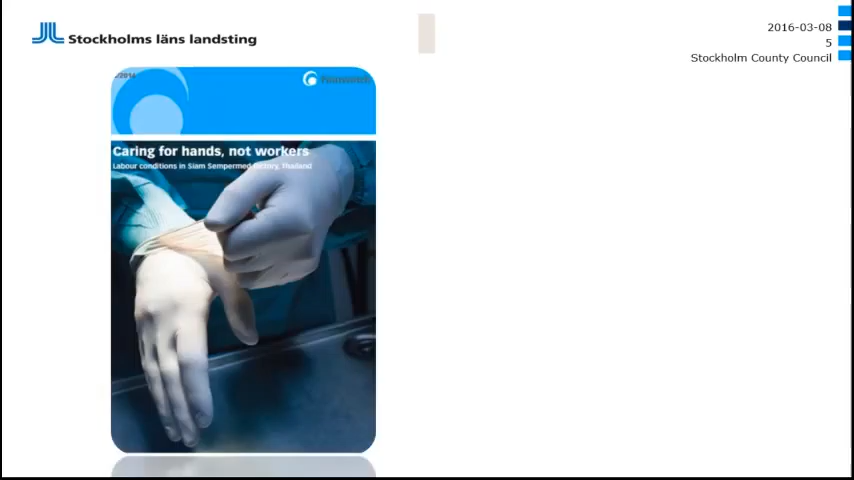 Stockholms läns landsting
2016-03-08
5
Stockholm County Council
Caring for hands, not workers
Labour conditions in Siam Sempermed factory, Thailand